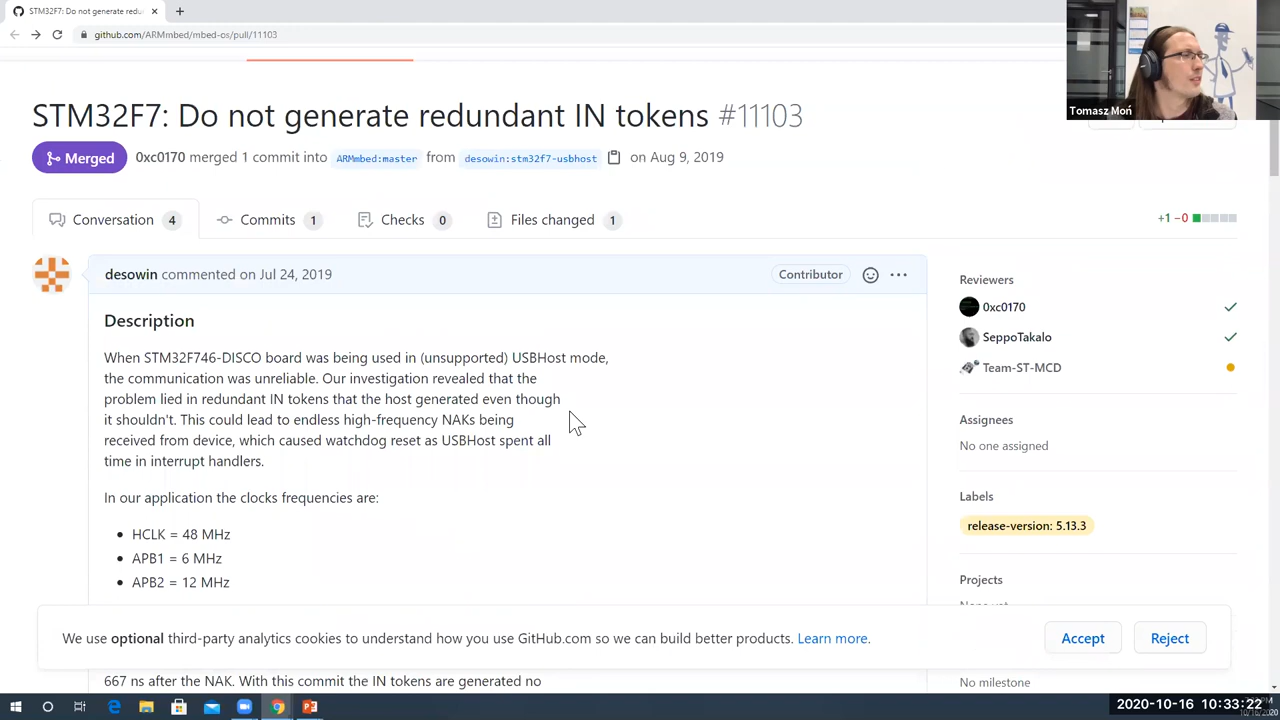 STM32F7: Do not generate redu
github.com/ARMmbed/mbed-os/pull/11103
Tomasz Moń
STM32F7: Do not generate redundant IN tokens #11103
Merged 0xc0170 merged 1 commit into ARMmbed:master from desowin:stm32f7-usbhost on Aug 9, 2019
Conversation 4 Commits 1 Checks 0 Files changed 1 +1 −0
desowin commented on Jul 24, 2019 Contributor
Description
When STM32F746-DISCO board was being used in (unsupported) USBHost mode,
the communication was unreliable. Our investigation revealed that the
problem lied in redundant IN tokens that the host generated even though
it shouldn't. This could lead to endless high-frequency NAKs being
received from device, which caused watchdog reset as USBHost spent all
time in interrupt handlers.
In our application the clocks frequencies are:
HCLK = 48 MHz
APB1 = 6 MHz
APB2 = 12 MHz
Reviewers
0xc0170
SeppoTakalo
Team-ST-MCD
Assignees
No one assigned
Labels
release-version: 5.13.3
Projects
We use optional third-party analytics cookies to understand how you use GitHub.com so we can build better products. Learn more.
Accept Reject
667 ns after the NAK. With this commit the IN tokens are generated no
No milestone
2020-10-16 10:33:22